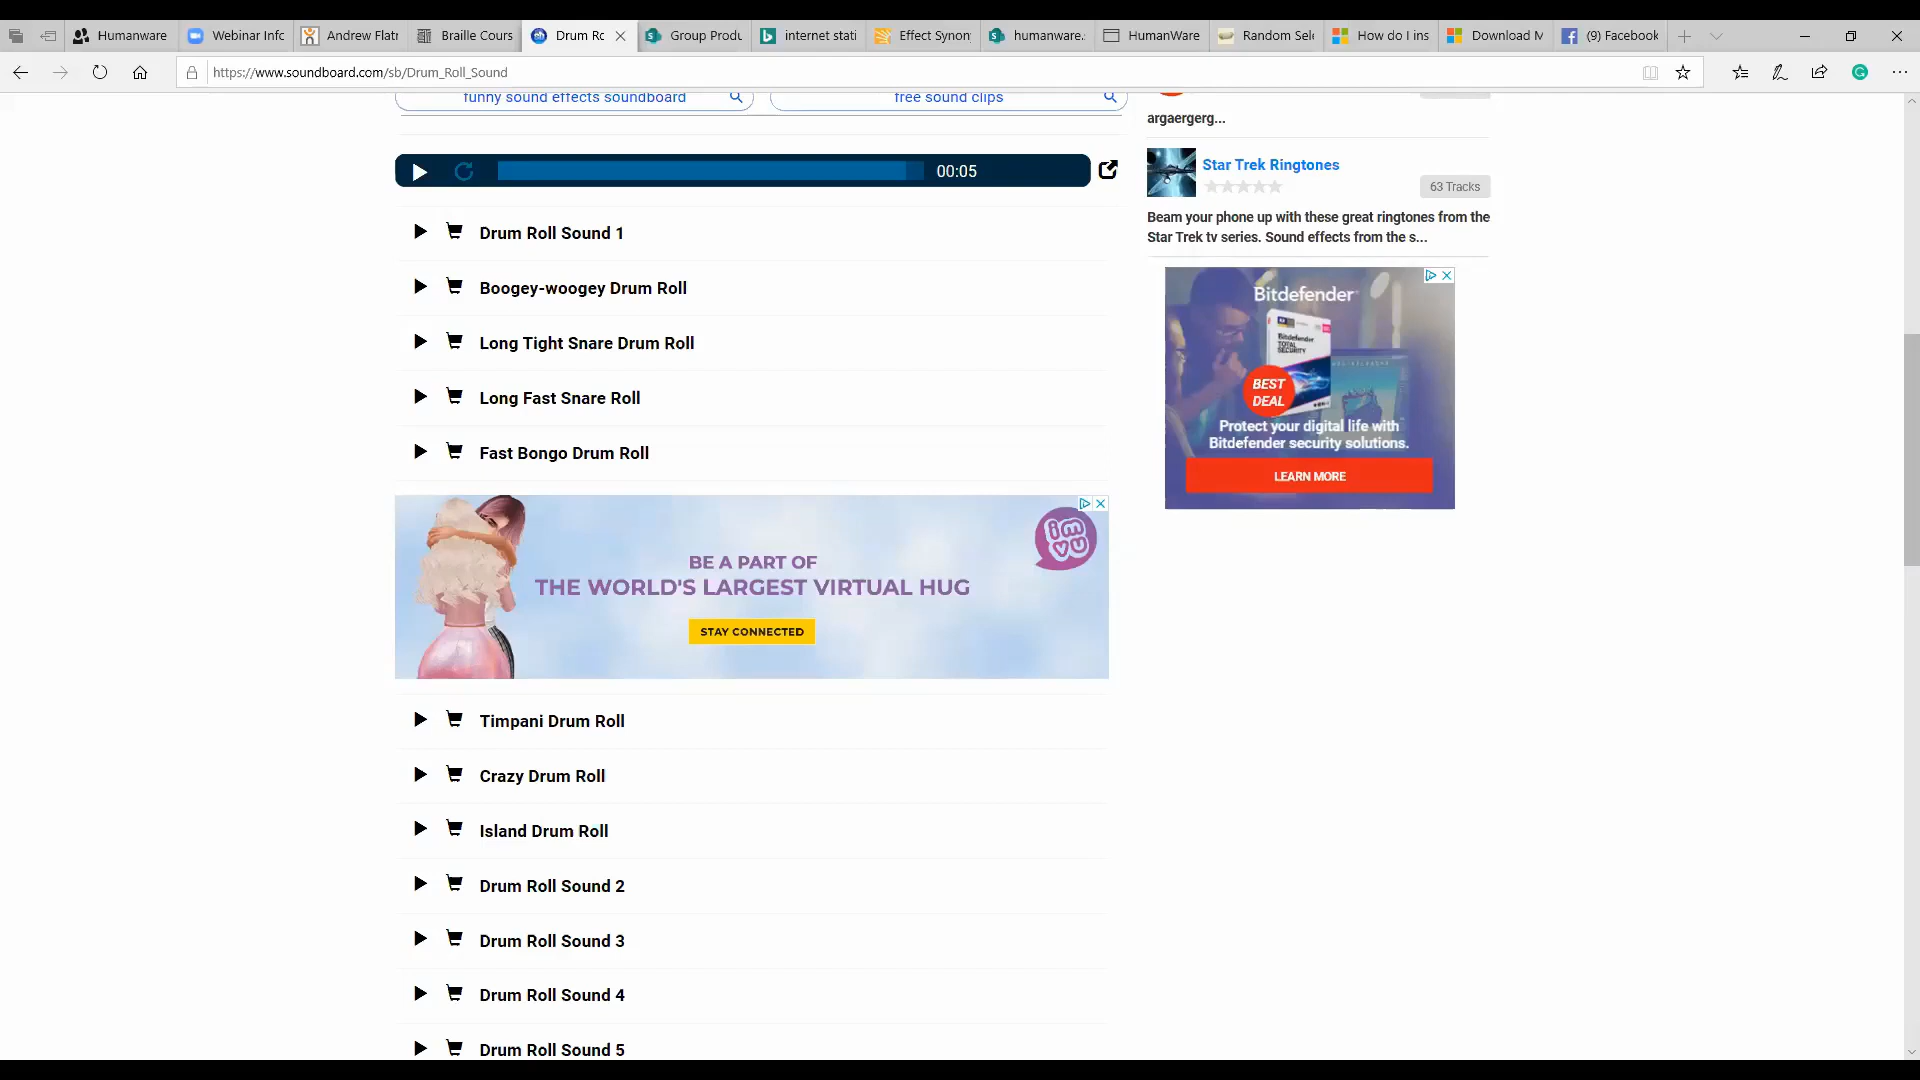 Humanware
Webinar Infc
Andrew Flatr
Braille Cours
Drum Rc
Group Produ
internet stati
Effect Synon
humanware.
HumanWare
Random Sele
How do I ins
Download M
(9) Facebook
https://www.soundboard.com/sb/Drum_Roll_Sound
funny sound effects soundboard
free sound clips
argaergerg...
00:05
Star Trek Ringtones
63 Tracks
Beam your phone up with these great ringtones from the
Star Trek tv series. Sound effects from the s...
Drum Roll Sound 1
Boogey-woogey Drum Roll
Long Tight Snare Drum Roll
Long Fast Snare Roll
Fast Bongo Drum Roll
Bitdefender
Bitdefender
TOTAL
SECURITY
BEST
DEAL
Protect your digital life with
Bitdefender security solutions.
LEARN MORE
imvu
BE A PART OF
THE WORLD'S LARGEST VIRTUAL HUG
STAY CONNECTED
Timpani Drum Roll
Crazy Drum Roll
Island Drum Roll
Drum Roll Sound 2
Drum Roll Sound 3
Drum Roll Sound 4
Drum Roll Sound 5